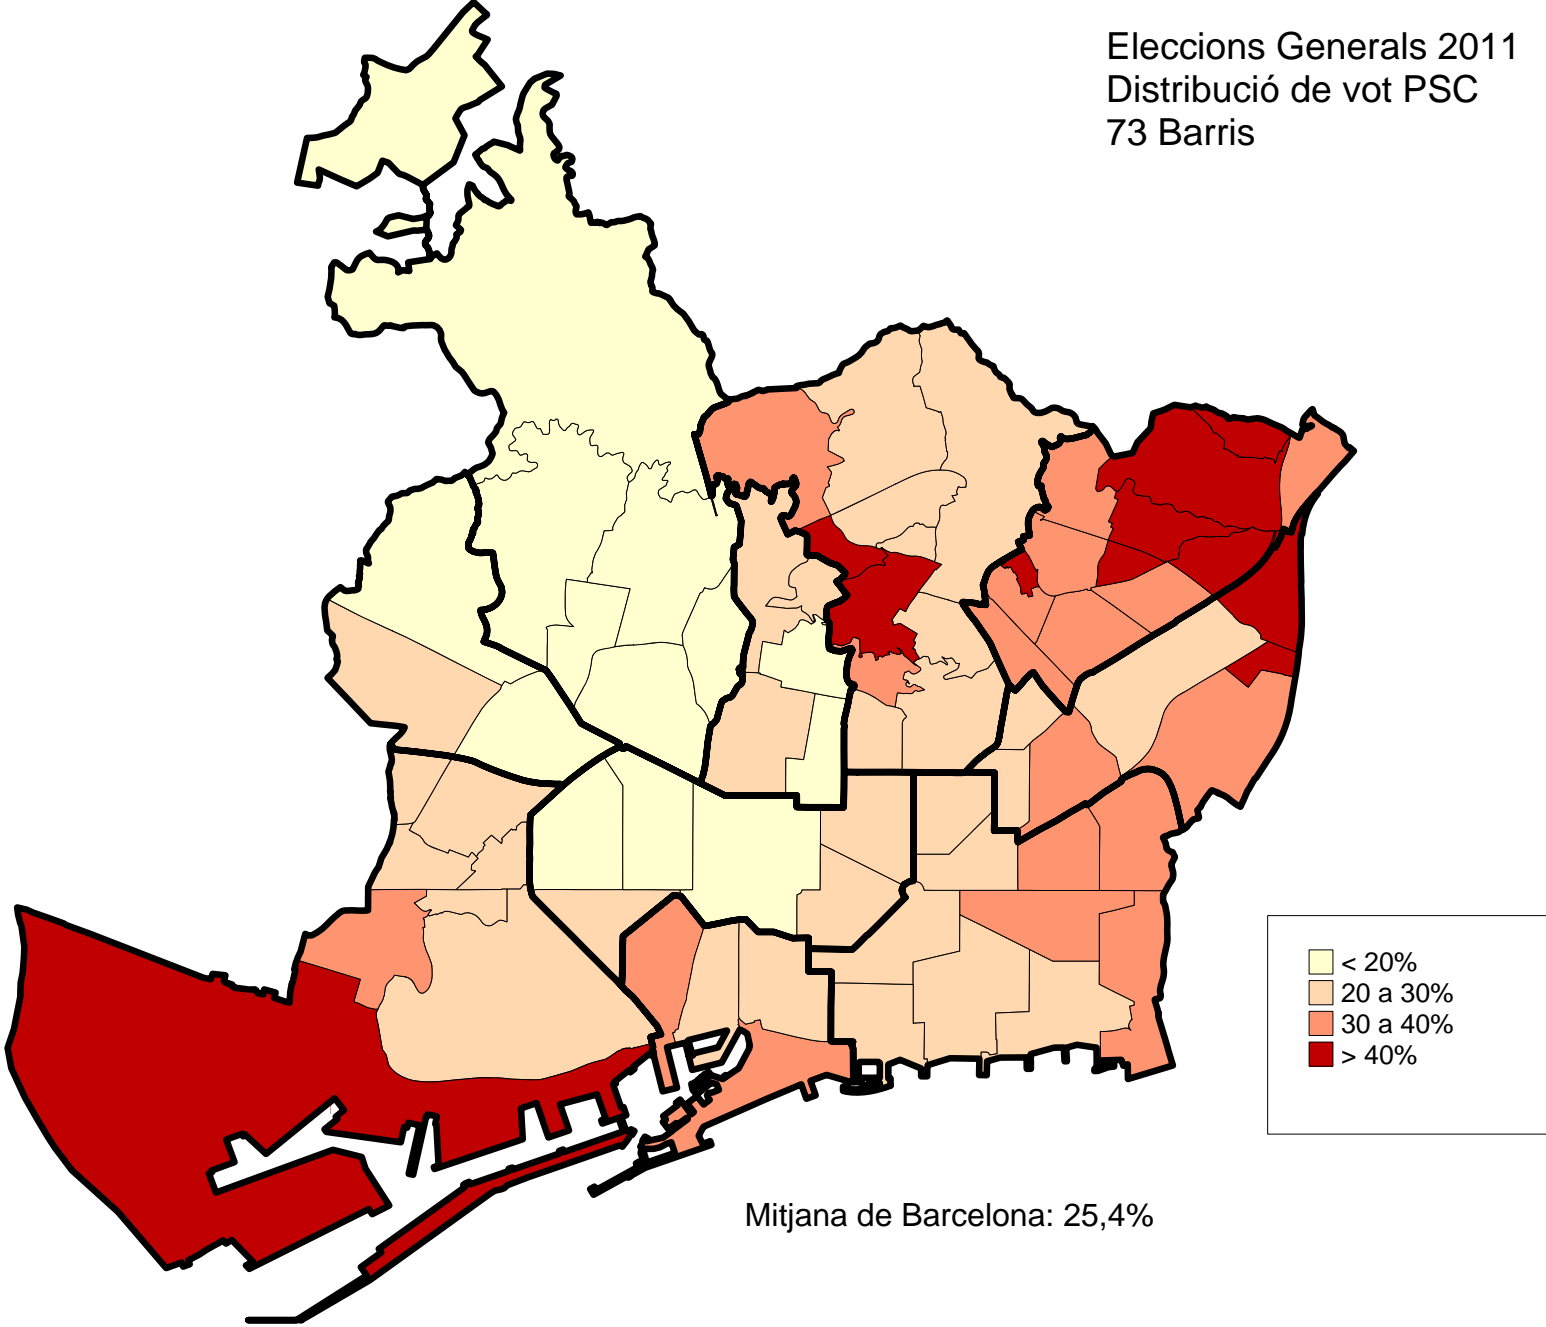 Eleccions Generals 2011
Distribució de vot PSC
73 Barris
< 20%
20 a 30%
30 a 40%
> 40%
Mitjana de Barcelona: 25,4%